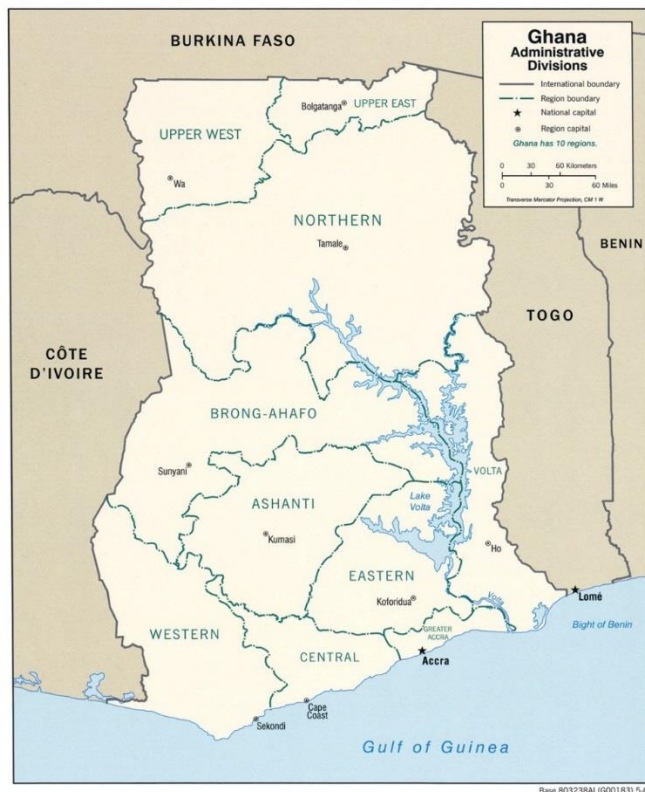 BURKINA FASO
Ghana
Administrative
Divisions
International boundary
Region boundary
National capital
Region capital
Ghana has 10 regions.
0 30 60 Kilometers
0 30 60 Miles
Transverse Mercator Projection, CM 1 W
UPPER EAST
Bolgatanga
UPPER WEST
Wa
NORTHERN
Tamale
BENIN
TOGO
CÔTE
D'IVOIRE
BRONG-AHAFO
Sunyani
VOLTA
ASHANTI
Lake
Volta
Kumasi
Ho
EASTERN
Koforidua
Volta
Lomé
WESTERN
GREATER
ACCRA
Bight of Benin
CENTRAL
Accra
Cape
Coast
Sekondi
Gulf of Guinea